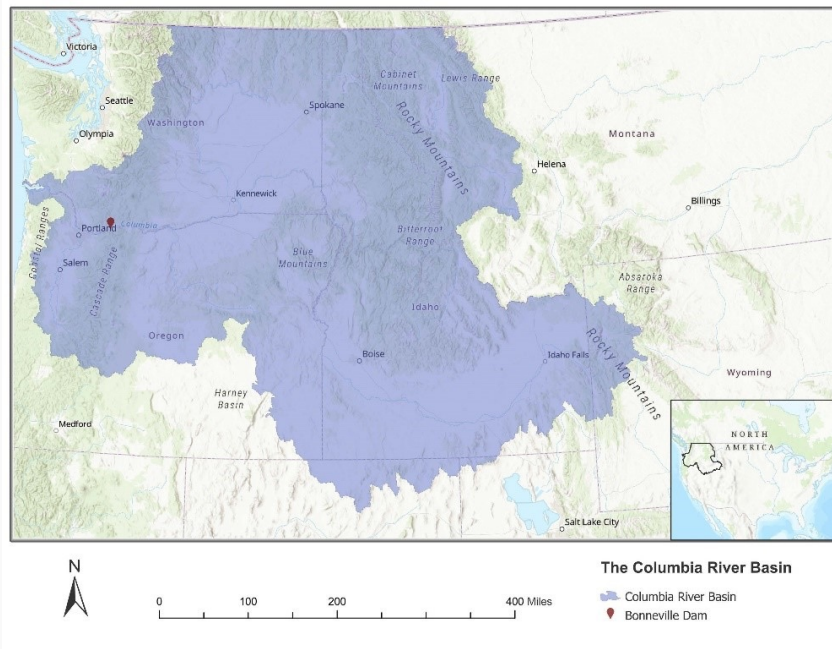 Victoria
Seattle
Olympia
Washington
Spokane
Cabinet
Mountains
Lewis Range
Rocky Mountains
Montana
Helena
Billings
Kennewick
Columbia
Portland
Coastal Ranges
Salem
Cascade Range
Blue
Mountains
Bitterroot
Range
Absaroka
Range
Idaho
Oregon
Boise
Idaho Falls
Rocky Mountains
Wyoming
Harney
Basin
Medford
Salt Lake City
NORTH
AMERICA
N
0 100 200 400 Miles
The Columbia River Basin
Columbia River Basin
Bonneville Dam